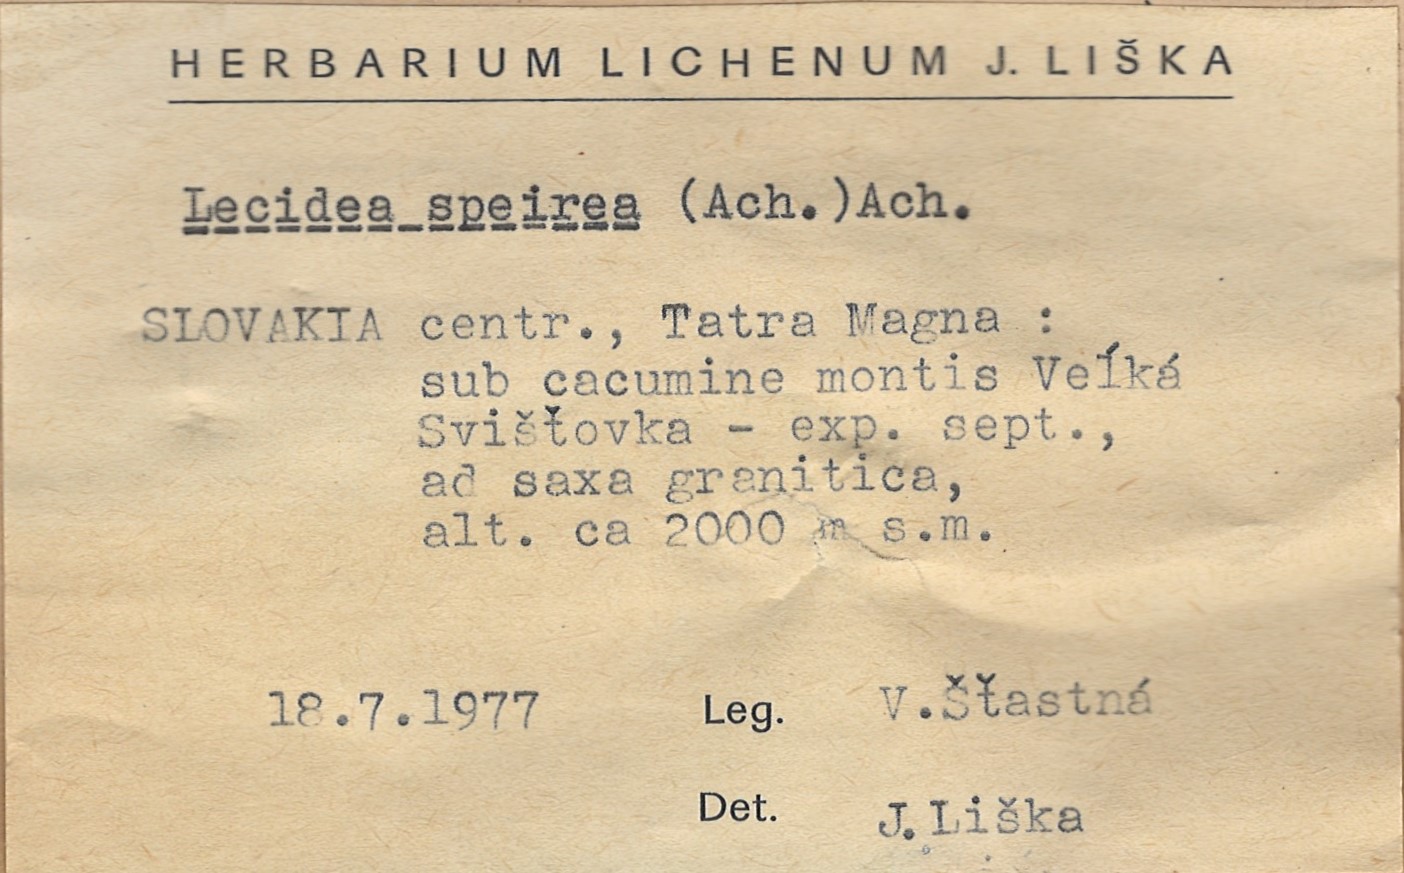 HERBARIUM LICHENUM J. LIŠKA
Lecidea speirea (Ach.)Ach.
SLOVAKIA centr., Tatra Magna :
sub cacumine montis Veĺká
Svišťovka - exp. sept.,
ad saxa granitica,
alt. ca 2000 m s.m.
18.7.1977 Leg. V.Šťastná
Det. J.Liška